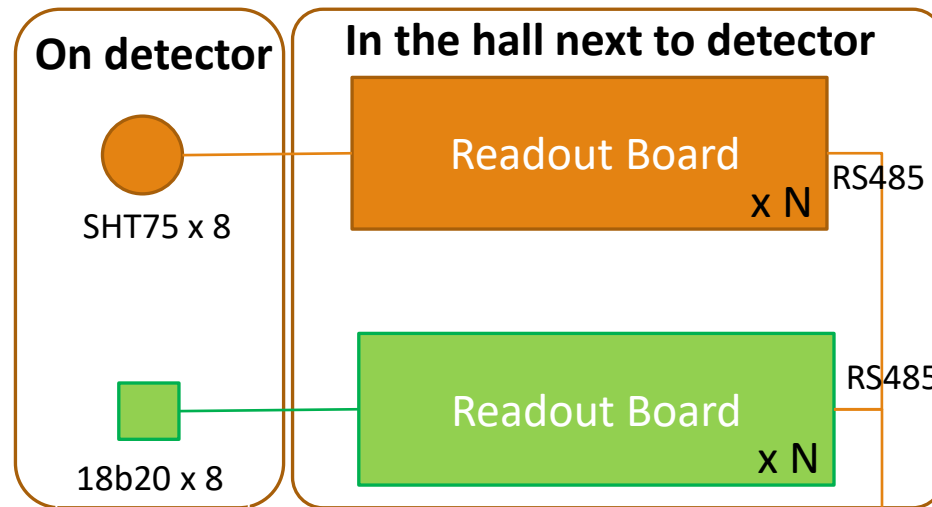 On detector
In the hall next to detector
Readout Board
x N
RS485
SHT75 x 8
Readout Board
x N
RS485
18b20 x 8